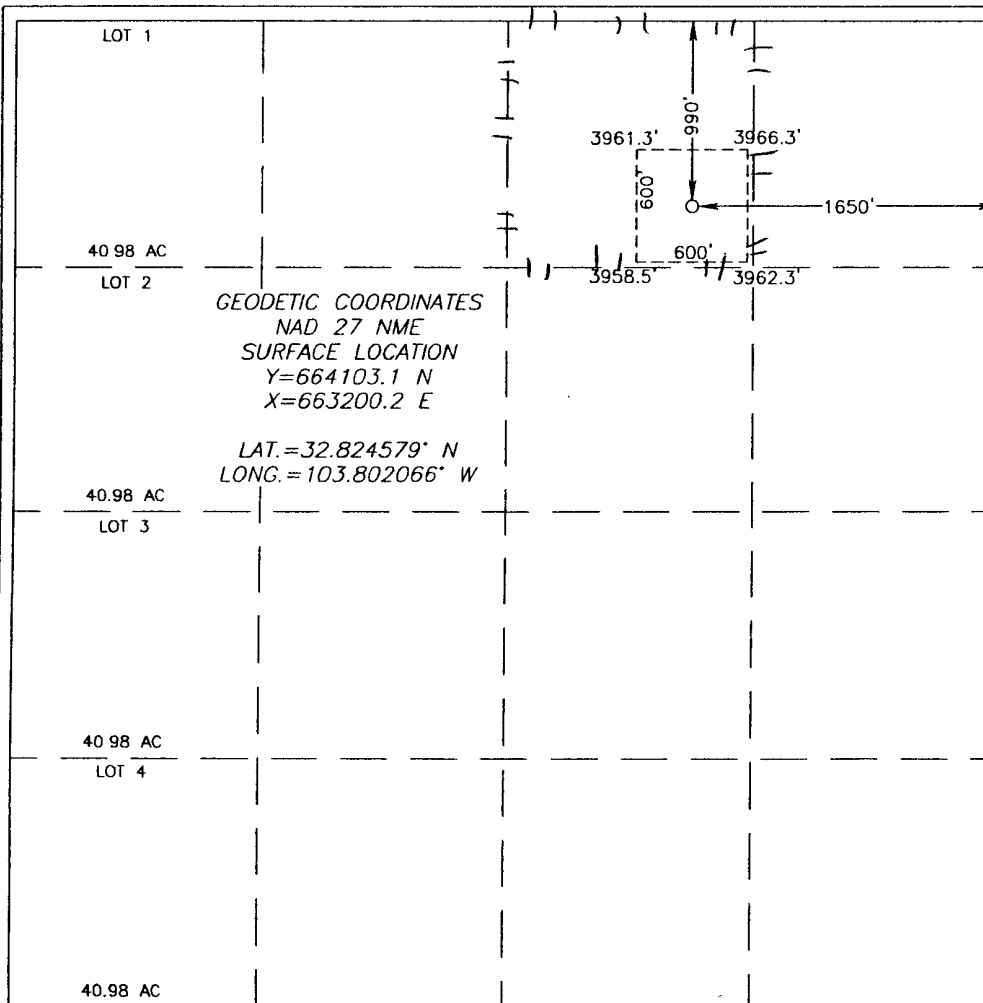 LOT 1
990'
3961.3' 3966.3'
600'
1650'
600'
3958.5' 3962.3'
40 98 AC
LOT 2
GEODETIC COORDINATES
NAD 27 NME
SURFACE LOCATION
Y=664103.1 N
X=663200.2 E
LAT.=32.824579° N
LONG.=103.802066° W
40.98 AC
LOT 3
40 98 AC
LOT 4
40.98 AC